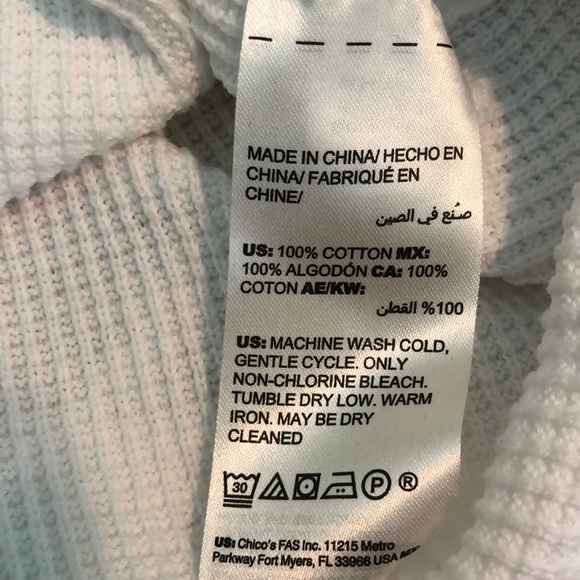 MADE IN CHINA/ HECHO EN
CHINA/ FABRIQUÉ EN
CHINE/
صُنع في الصين
US: 100% COTTON MX:
100% ALGODÓN CA: 100%
COTON AE/KW:
100% القطن
US: MACHINE WASH COLD,
GENTLE CYCLE. ONLY
NON-CHLORINE BLEACH.
TUMBLE DRY LOW. WARM
IRON. MAY BE DRY
CLEANED
30 P ®
US: Chico's FAS Inc. 11215 Metro
Parkway Fort Myers, FL 33966 USA MX: